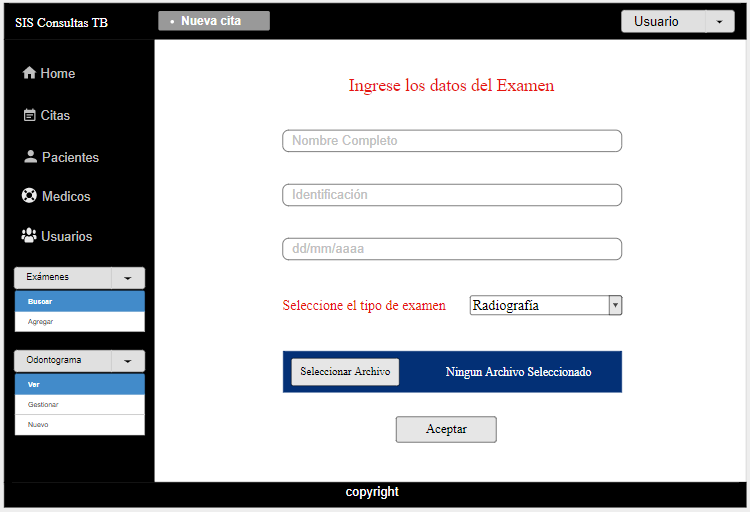 SIS Consultas TB
• Nueva cita
Usuario
Home
Citas
Pacientes
Medicos
Usuarios
Exámenes
Buscar
Agregar
Odontograma
Ver
Gestionar
Nuevo
Ingrese los datos del Examen
Nombre Completo
Identificación
dd/mm/aaaa
Seleccione el tipo de examen
Radiografía
Seleccionar Archivo
Ningun Archivo Seleccionado
Aceptar
copyright